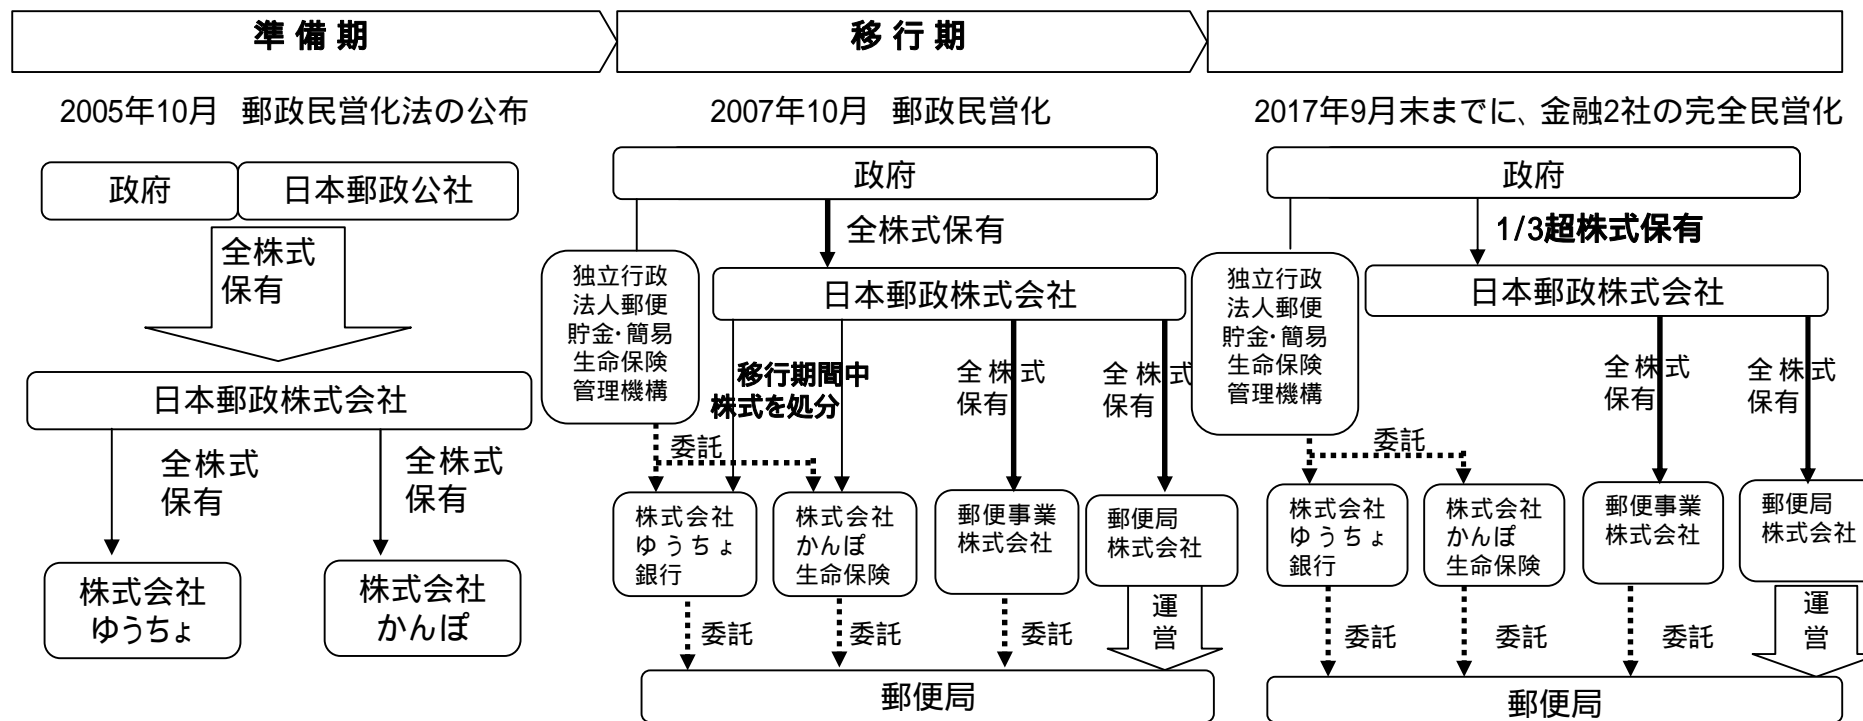 準 備 期
移 行 期
2005年10月　郵政民営化法の公布
2007年10月　郵政民営化
2017年9月末までに、金融2社の完全民営化
政府
日本郵政公社
全株式
保有
日本郵政株式会社
全株式
保有
全株式
保有
株式会社
ゆうちょ
株式会社
かんぽ
政府
全株式保有
独立行政
法人郵便
貯金・簡易
生命保険
管理機構
日本郵政株式会社
移行期間中
株式を処分
全 株 式
保有
全 株 式
保有
委託
株式会社
ゆうちょ
銀行
株式会社
かんぽ
生命保険
郵便事業
株式会社
郵便局
株式会社
委託
委託
委託
運
営
郵便局
政府
1/3超株式保有
独立行政
法人郵便
貯金・簡易
生命保険
管理機構
日本郵政株式会社
全 株 式
保有
全 株 式
保有
委託
株式会社
ゆうちょ
銀行
株式会社
かんぽ
生命保険
郵便事業
株式会社
郵便局
株式会社
委託
委託
委託
運
営
郵便局